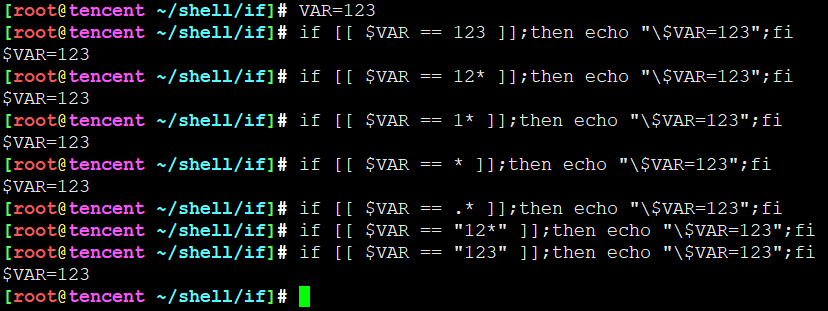 [root@tencent ~/shell/if]# VAR=123
[root@tencent ~/shell/if]# if [[ $VAR == 123 ]];then echo "\$VAR=123";fi
$VAR=123
[root@tencent ~/shell/if]# if [[ $VAR == 12* ]];then echo "\$VAR=123";fi
$VAR=123
[root@tencent ~/shell/if]# if [[ $VAR == 1* ]];then echo "\$VAR=123";fi
$VAR=123
[root@tencent ~/shell/if]# if [[ $VAR == * ]];then echo "\$VAR=123";fi
$VAR=123
[root@tencent ~/shell/if]# if [[ $VAR == .* ]];then echo "\$VAR=123";fi
[root@tencent ~/shell/if]# if [[ $VAR == "12*" ]];then echo "\$VAR=123";fi
[root@tencent ~/shell/if]# if [[ $VAR == "123" ]];then echo "\$VAR=123";fi
$VAR=123
[root@tencent ~/shell/if]#